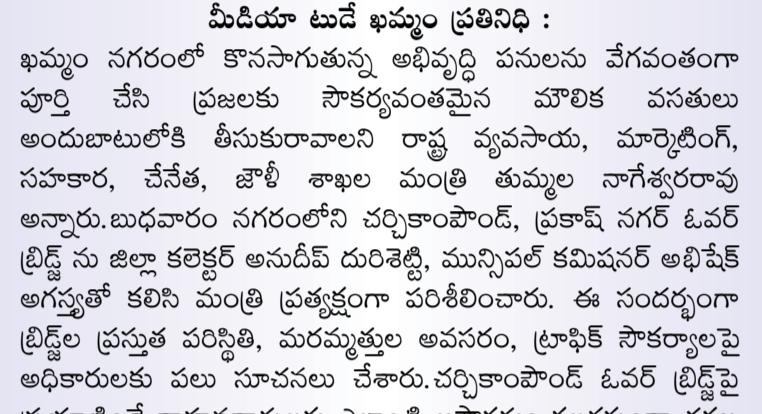 మీడియా టుడే ఖమ్మం ప్రతినిధి :
ఖమ్మం నగరంలో కొనసాగుతున్న అభివృద్ధి పనులను వేగవంతంగా
పూర్తి చేసి ప్రజలకు సౌకర్యవంతమైన మౌలిక వసతులు
అందుబాటులోకి తీసుకురావాలని రాష్ట్ర వ్యవసాయ, మార్కెటింగ్,
సహకార, చేనేత, జౌళీ శాఖల మంత్రి తుమ్మల నాగేశ్వరరావు
అన్నారు.బుధవారం నగరంలోని చర్చికాంపౌండ్, ప్రకాష్ నగర్ ఓవర్
బ్రిడ్జ్ ను జిల్లా కలెక్టర్ అనుదీప్ దురిశెట్టి, మున్సిపల్ కమిషనర్ అభిషేక్
అగస్త్యతో కలిసి మంత్రి ప్రత్యక్షంగా పరిశీలించారు. ఈ సందర్భంగా
బ్రిడ్జ్‌ల ప్రస్తుత పరిస్థితి, మరమ్మత్తుల అవసరం, ట్రాఫిక్ సౌకర్యాలపై
అధికారులకు పలు సూచనలు చేశారు.చర్చికాంపౌండ్ ఓవర్ బ్రిడ్జ్‌పై